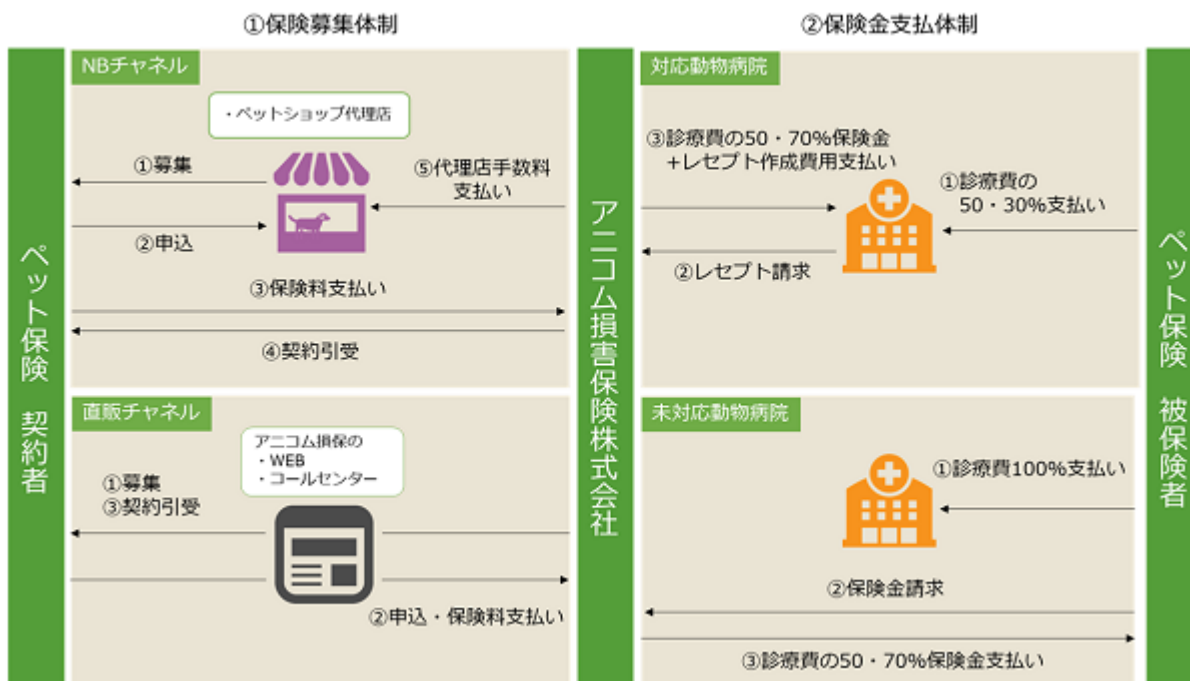 ①保険募集体制
②保険金支払体制
ペット保険 契約者
NBチャネル
・ペットショップ代理店
①募集
②申込
⑤代理店手数料
支払い
③保険料支払い
④契約引受
直販チャネル
アニコム損保の
・WEB
・コールセンター
①募集
③契約引受
②申込・保険料支払い
アニコム損害保険株式会社
対応動物病院
③診療費の50・70%保険金
+レセプト作成費用支払い
①診療費の
50・30%支払い
②レセプト請求
未対応動物病院
①診療費100%支払い
②保険金請求
③診療費の50・70%保険金支払い
ペット保険 被保険者